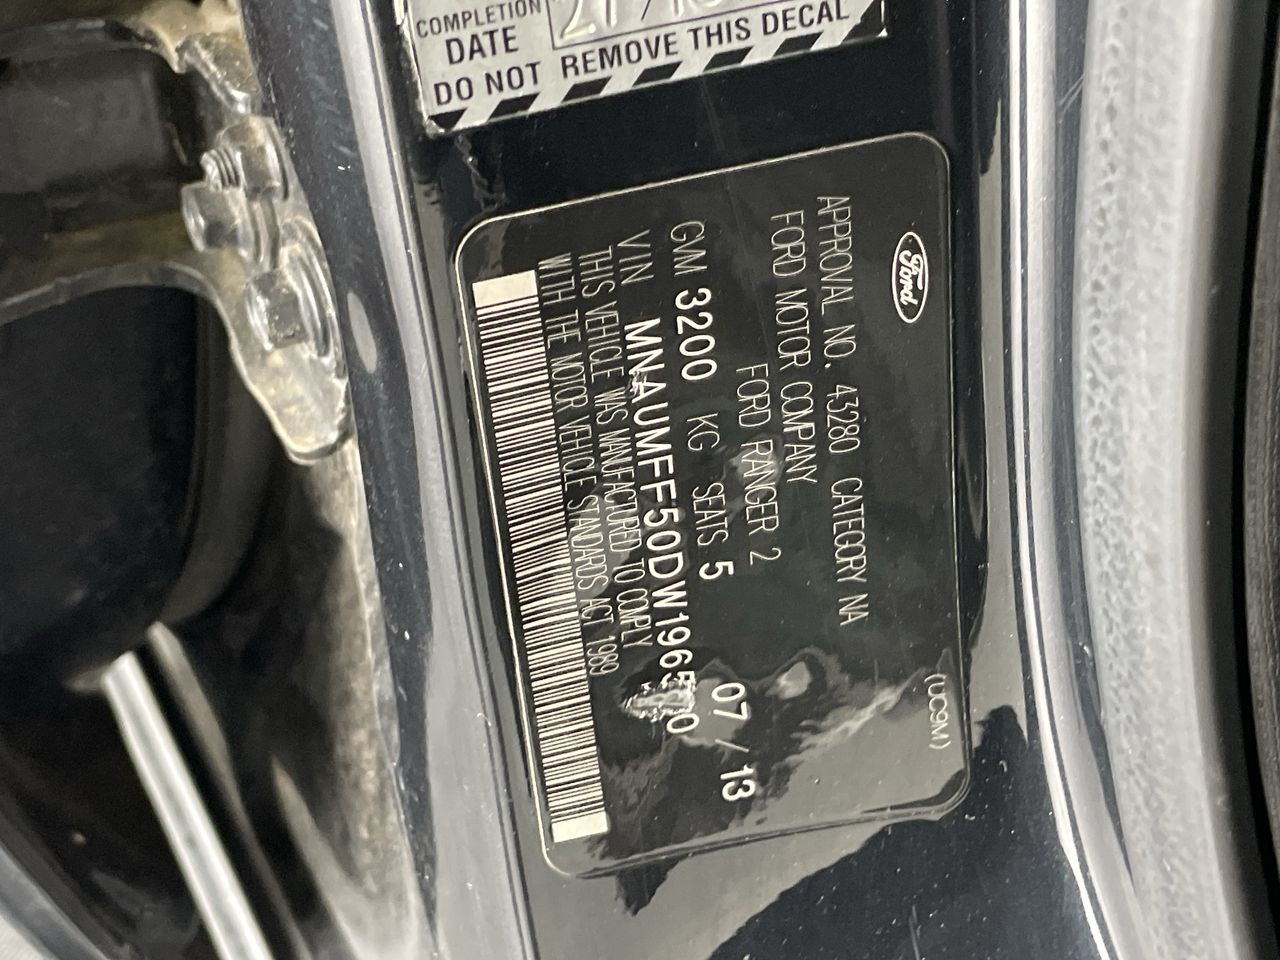 COMPLETION
DATE
DO NOT REMOVE THIS DECAL
Ford
(UC9M)
APPROVAL NO. 43280 CATEGORY NA
FORD MOTOR COMPANY
FORD RANGER 2
07 / 13
GVM 3200 KG SEATS 5
VIN
THIS VEHICLE WAS MANUFACTURED TO COMPLY
WITH THE MOTOR VEHICLE STANDARDS ACT 1989